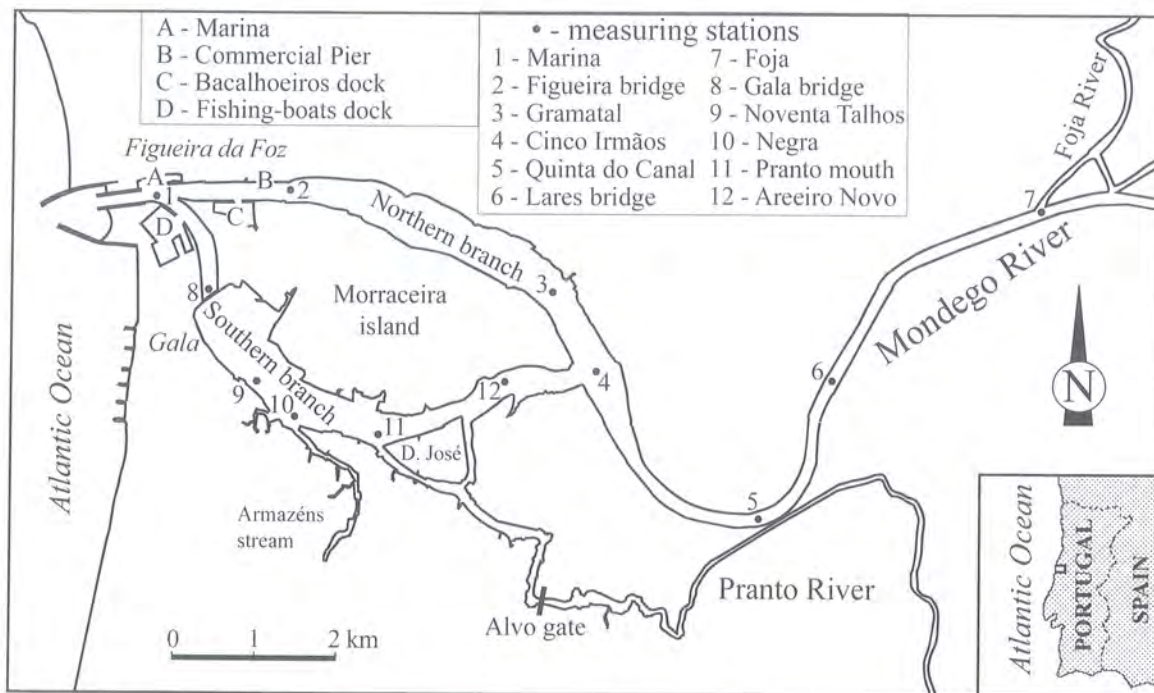 A - Marina
B - Commercial Pier
C - Bacalhoeiros dock
D - Fishing-boats dock
• - measuring stations
1 - Marina
2 - Figueira bridge
3 - Gramatal
4 - Cinco Irmãos
5 - Quinta do Canal
6 - Lares bridge
7 - Foja
8 - Gala bridge
9 - Noventa Talhos
10 - Negra
11 - Pranto mouth
12 - Areeiro Novo
Figueira da Foz
A
1
B
2
C
D
Northern branch
3
Foja River
7
Mondego River
8
Morraceira
island
Gala
Southern branch
9
10
11
12
4
6
N
D. José
5
Atlantic Ocean
Armazéns
stream
Pranto River
Alvo gate
0 1 2 km
Atlantic Ocean
PORTUGAL
SPAIN